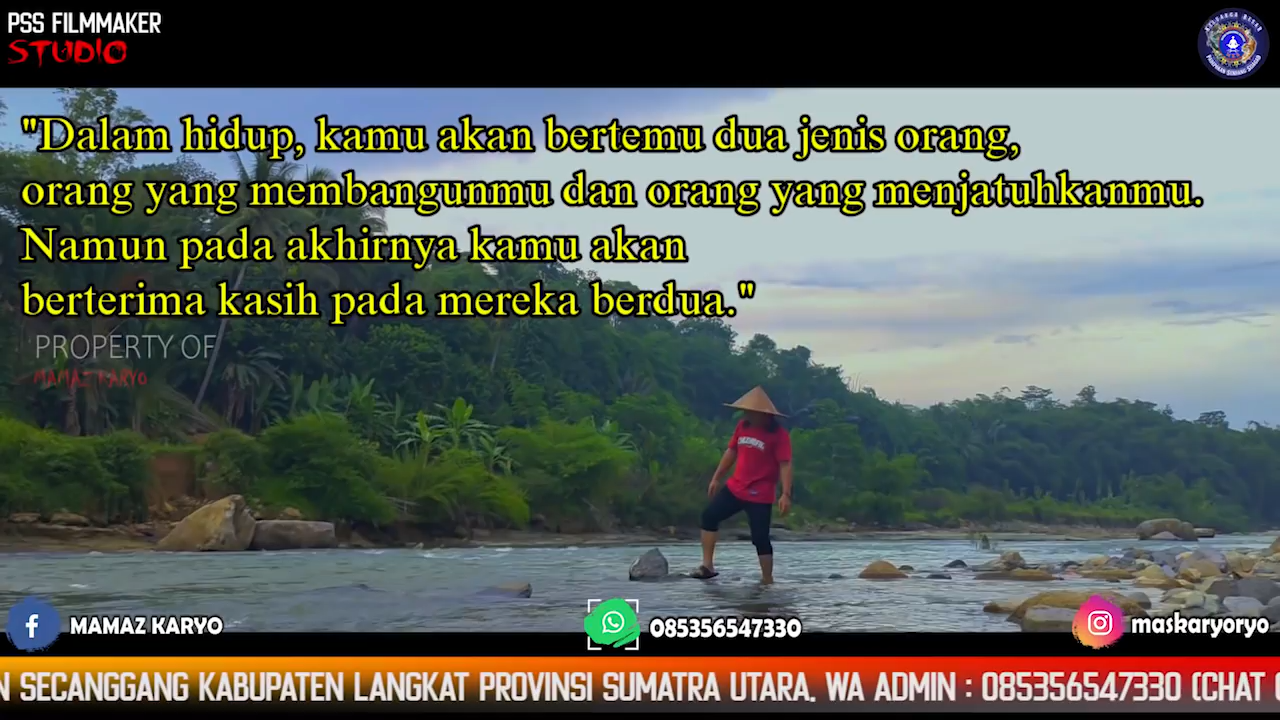 PSS FILMMAKER
STUDIO
"Dalam hidup, kamu akan bertemu dua jenis orang,
orang yang membangunmu dan orang yang menjatuhkanmu.
Namun pada akhirnya kamu akan
berterima kasih pada mereka berdua."
PROPERTY OF
MAMAZ KARYO
MAMAZ KARYO
085356547330
maskaryoryo
N SECANGGANG KABUPATEN LANGKAT PROVINSI SUMATRA UTARA. WA ADMIN : 085356547330 (CHAT